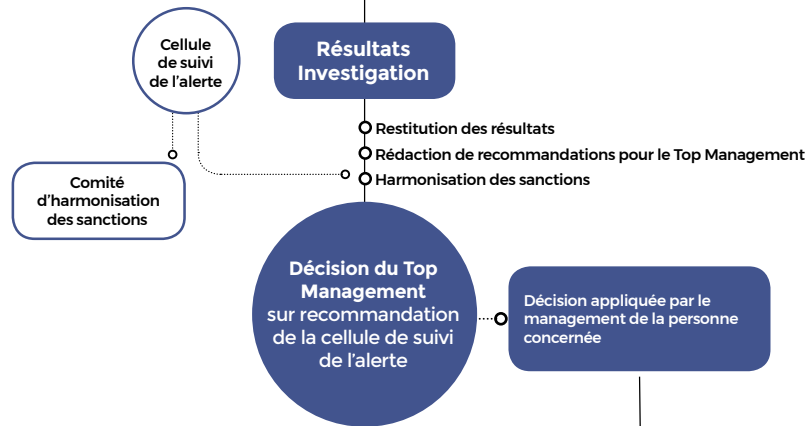 Cellule
de suivi
de l’alerte
Résultats
Investigation
Restitution des résultats
Rédaction de recommandations pour le Top Management
Harmonisation des sanctions
Comité
d’harmonisation
des sanctions
Décision du Top
Management
sur recommandation
de la cellule de suivi
de l’alerte
Décision appliquée par le
management de la personne
concernée